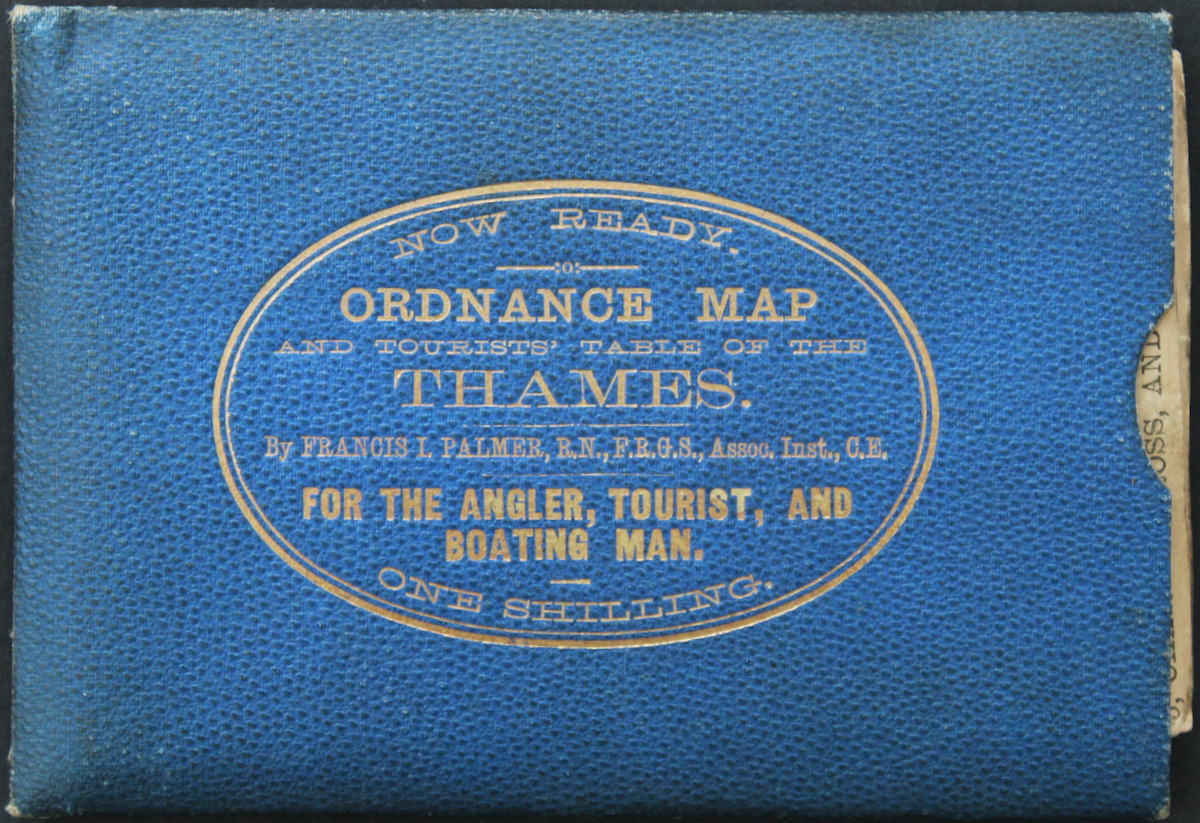 NOW READY.
:o:
ORDNANCE MAP
AND TOURISTS' TABLE OF THE
THAMES.
By FRANCIS I. PALMER, R.N., F.R.G.S., Assoc. Inst., C.E.
FOR THE ANGLER, TOURIST, AND
BOATING MAN.
ONE SHILLING.
AND